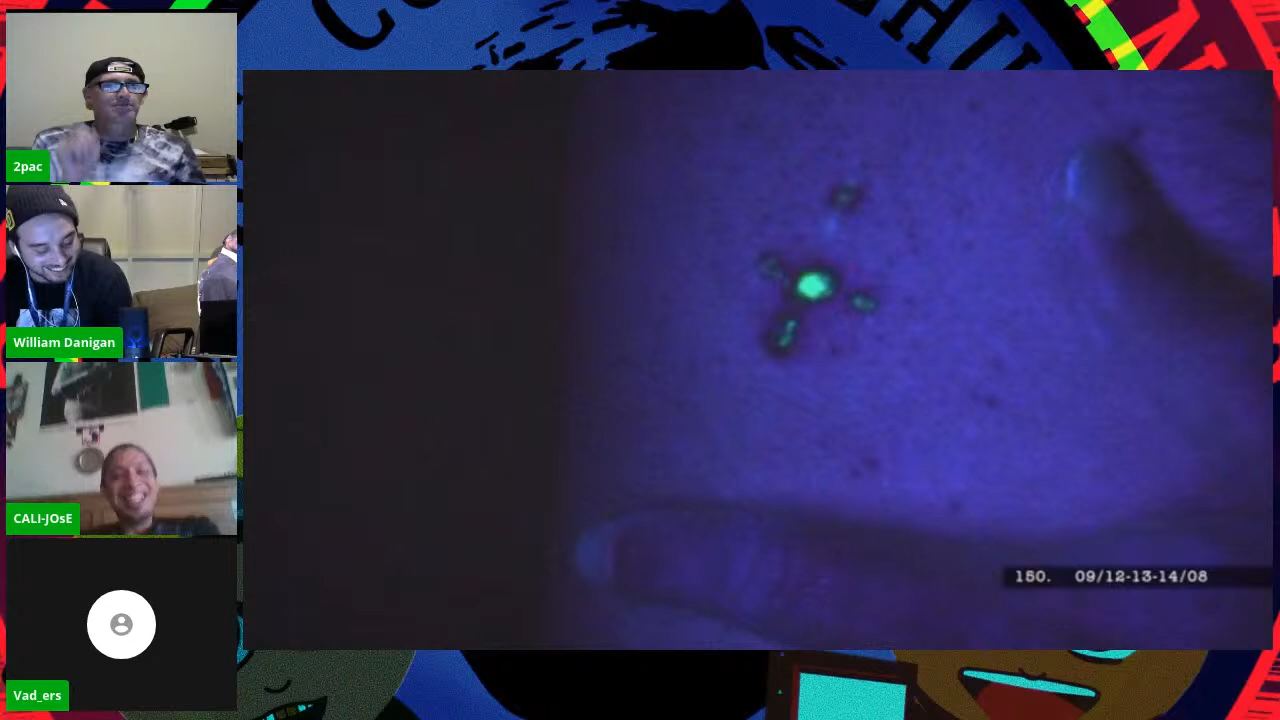 2pac
William Danigan
CALI-JOsE
Vad_ers
150. 09/12-13-14/08